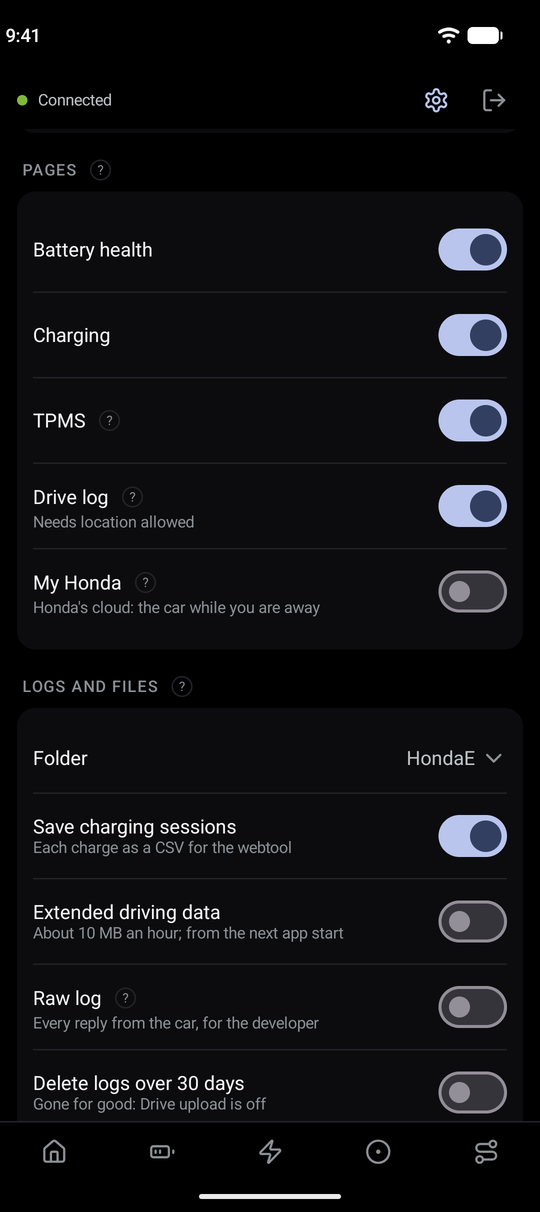 9:41
Connected
PAGES ?
Battery health
Charging
TPMS ?
Drive log ?
Needs location allowed
My Honda ?
Honda's cloud: the car while you are away
LOGS AND FILES ?
Folder HondaE
Save charging sessions
Each charge as a CSV for the webtool
Extended driving data
About 10 MB an hour; from the next app start
Raw log ?
Every reply from the car, for the developer
Delete logs over 30 days
Gone for good: Drive upload is off